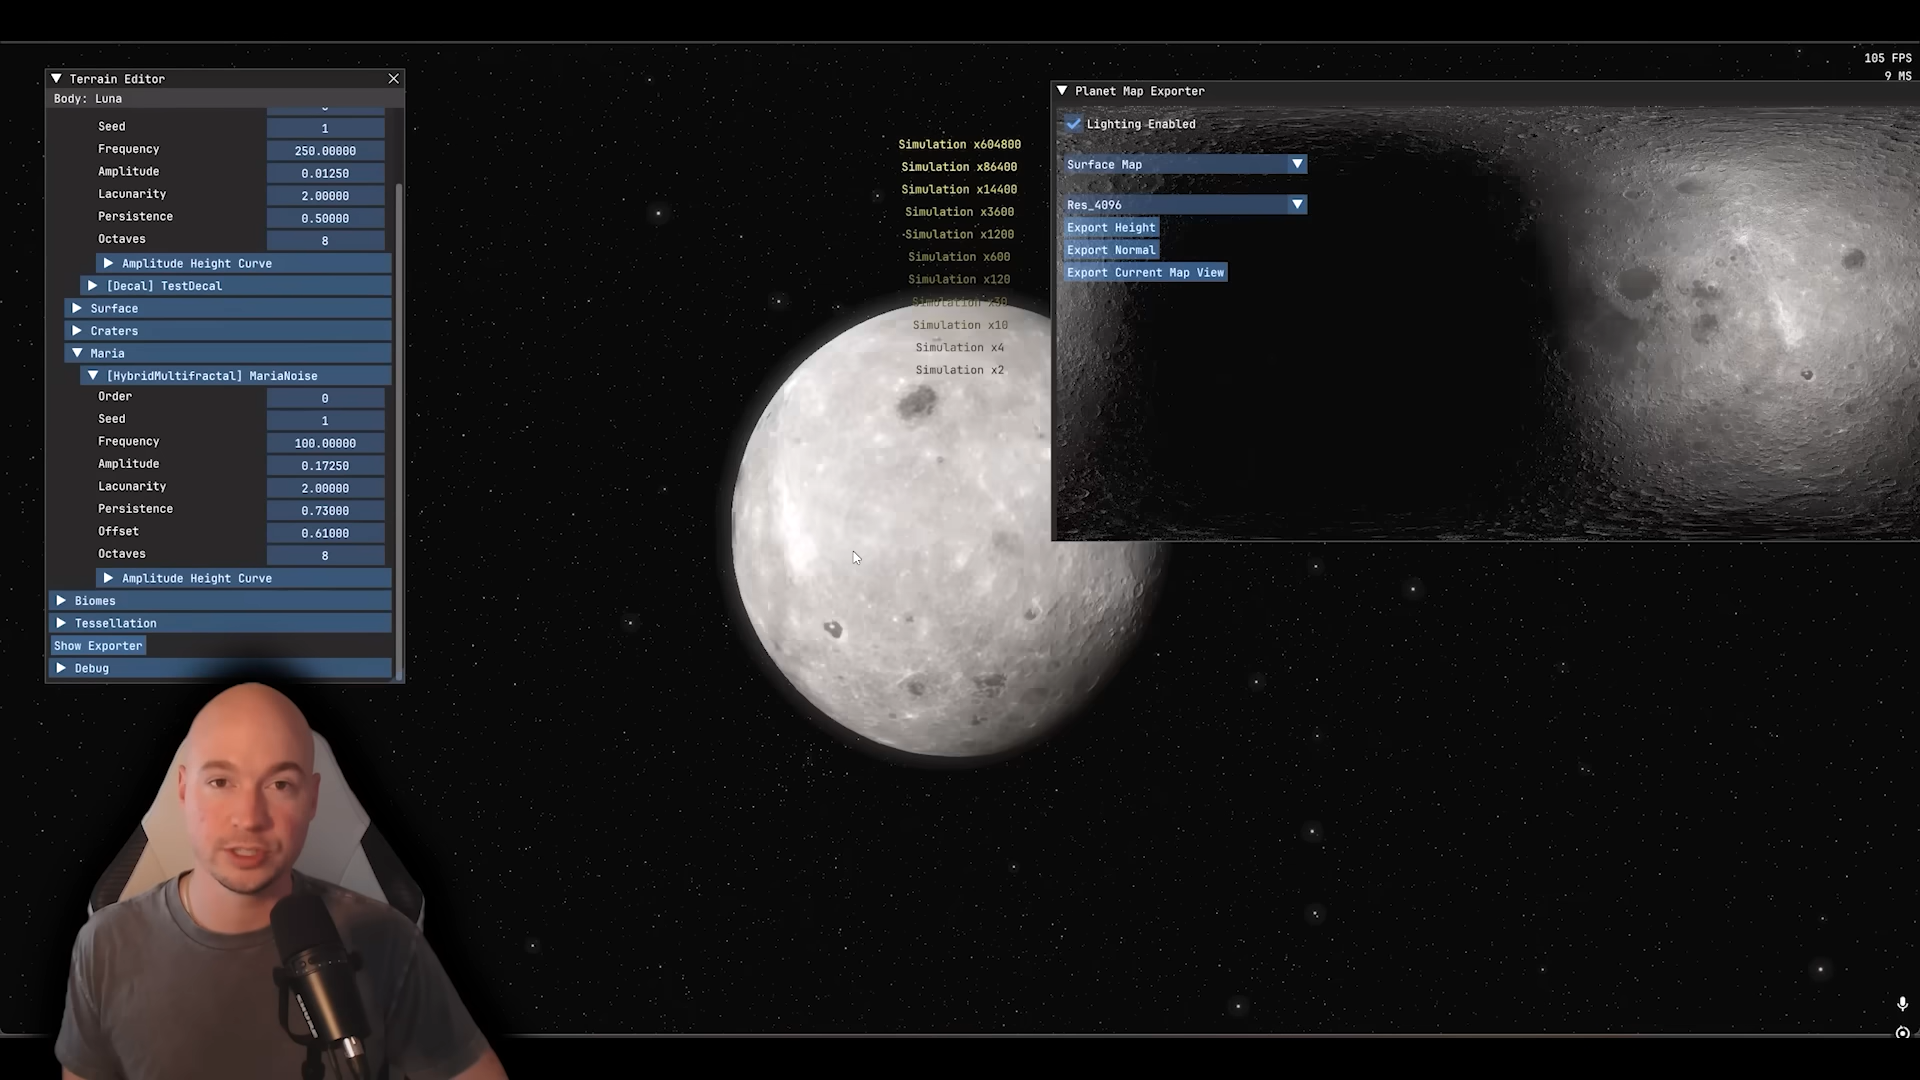 105 FPS
9 MS
Terrain Editor
Body: Luna
Seed 1
Frequency 250.00000
Amplitude 0.01250
Lacunarity 2.00000
Persistence 0.50000
Octaves 8
Amplitude Height Curve
[Decal] TestDecal
Surface
Craters
Maria
[HybridMultifractal] MariaNoise
Order 0
Seed 1
Frequency 100.00000
Amplitude 0.17250
Lacunarity 2.00000
Persistence 0.73000
Offset 0.61000
Octaves 8
Amplitude Height Curve
Biomes
Tessellation
Show Exporter
Debug
Simulation x604800
Simulation x86400
Simulation x14400
Simulation x3600
Simulation x1200
Simulation x600
Simulation x120
Simulation x30
Simulation x10
Simulation x4
Simulation x2
Planet Map Exporter
Lighting Enabled
Surface Map
Res_4096
Export Height
Export Normal
Export Current Map View